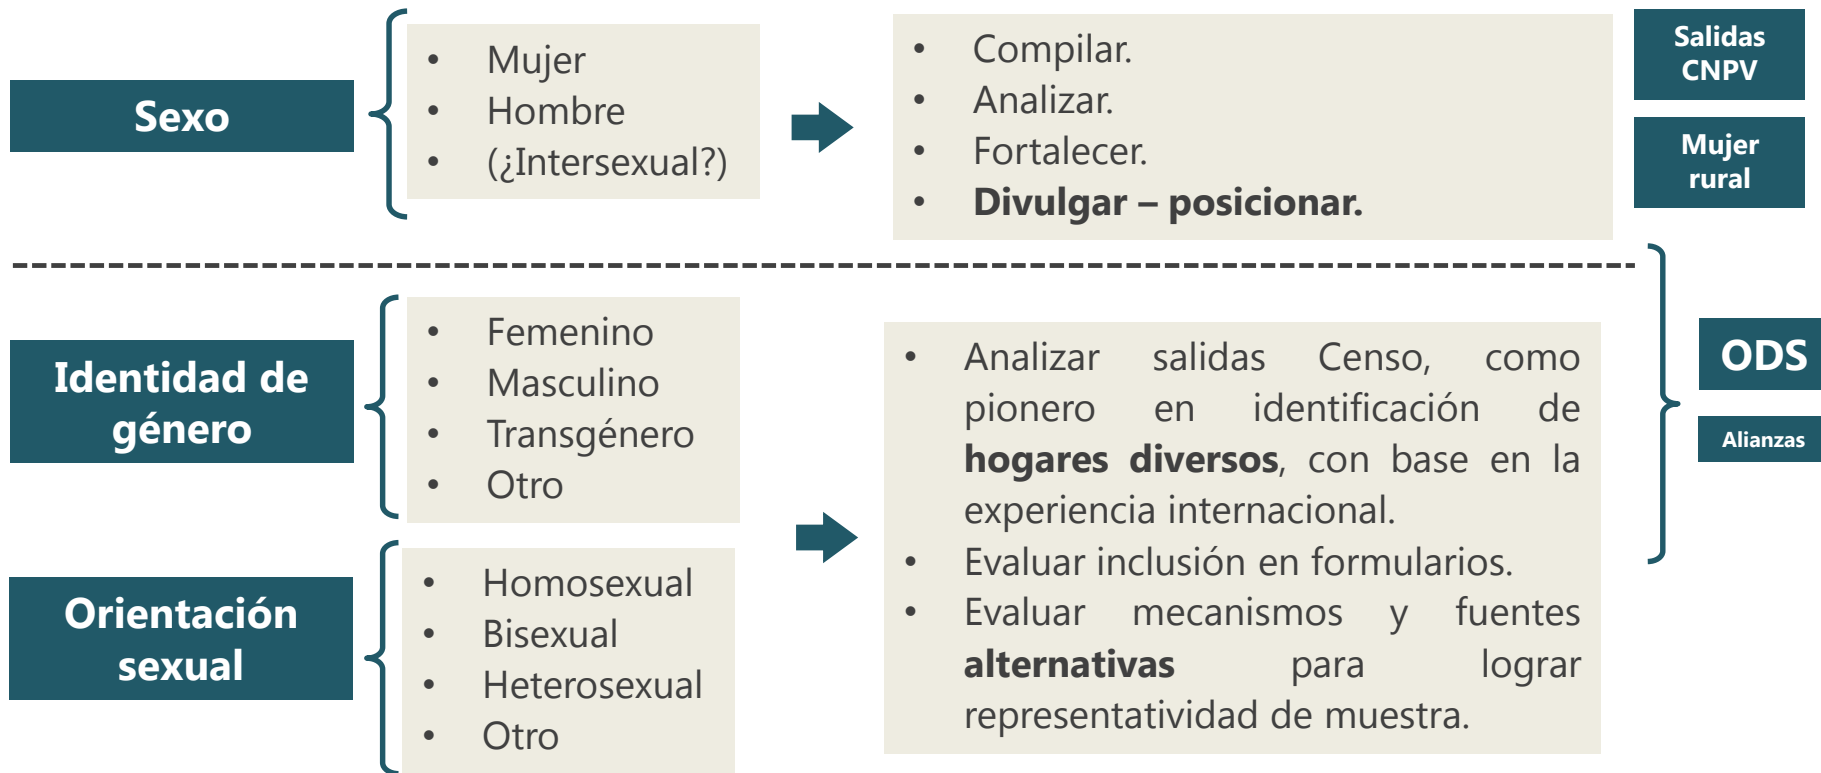 Sexo
• Mujer
• Hombre
• (¿Intersexual?)
• Compilar.
• Analizar.
• Fortalecer.
• Divulgar – posicionar.
Salidas
CNPV
Mujer
rural
Identidad de
género
• Femenino
• Masculino
• Transgénero
• Otro
Orientación
sexual
• Homosexual
• Bisexual
• Heterosexual
• Otro
• Analizar salidas Censo, como
pionero en identificación de
hogares diversos, con base en la
experiencia internacional.
• Evaluar inclusión en formularios.
• Evaluar mecanismos y fuentes
alternativas para lograr
representatividad de muestra.
ODS
Alianzas